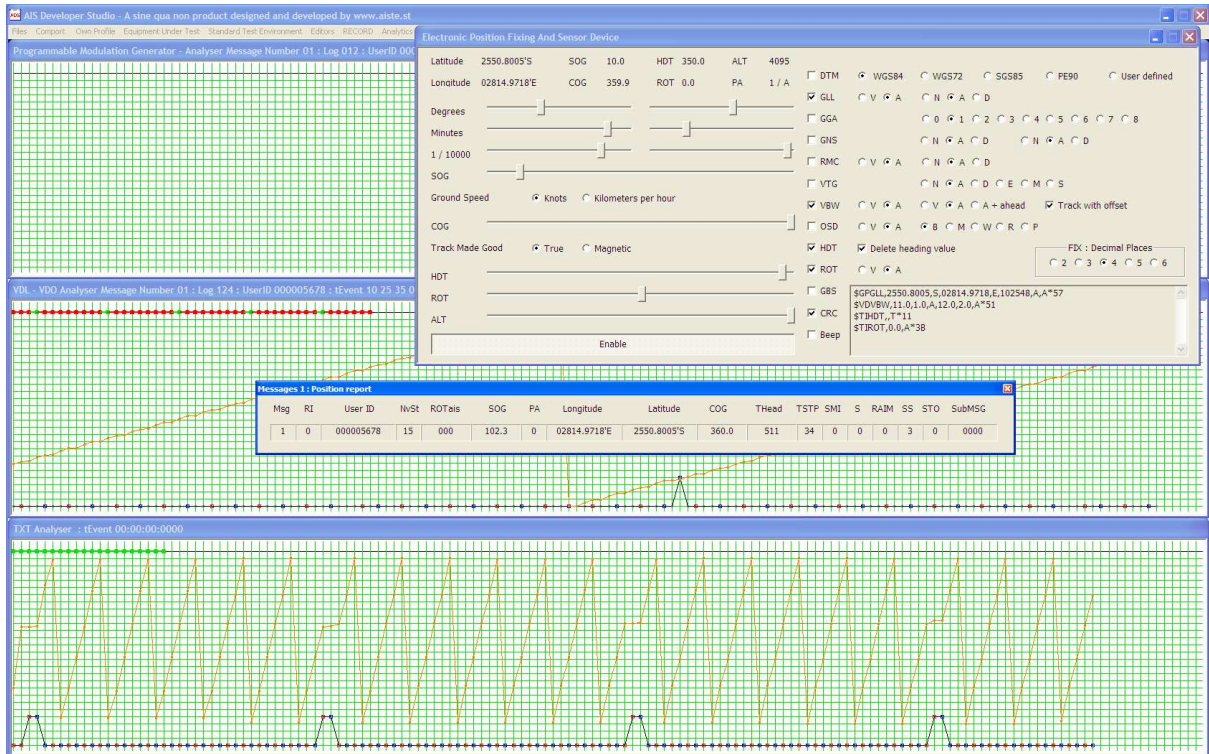 ADS AIS Developer Studio - A sine qua non product designed and developed by www.aiste.st
Files Comport Own Profile Equipment Under Test Standard Test Environment Editors RECORD Analytics
Programmable Modulation Generator - Analyser Message Number 01 : Log 012 : UserID 000
Electronic Position Fixing And Sensor Device
Latitude 2550.8005'S SOG 10.0 HDT 350.0 ALT 4095
Longitude 02814.9718'E COG 359.9 ROT 0.0 PA 1 / A
Degrees
Minutes
1 / 10000
SOG
Ground Speed Knots Kilometers per hour
COG
Track Made Good True Magnetic
HDT
ROT
ALT
Enable
DTM WGS84 WGS72 SGS85 PE90 User defined
GLL V A N A D
GGA 0 1 2 3 4 5 6 7 8
GNS N A D N A D
RMC V A N A D
VTG N A D E M S
VBW V A V A A + ahead Track with offset
OSD V A B M W R P
HDT Delete heading value
FIX : Decimal Places
2 3 4 5 6
ROT V A
GBS
CRC
Beep
$GPGLL,2550.8005,S,02814.9718,E,102548,A,A*57
$VDVBW,11.0,1.0,A,12.0,2.0,A*51
$TIHDT,,T*11
$TIROT,0.0,A*3B
VDL - VDO Analyser Message Number 01 : Log 124 : UserID 000005678 : tEvent 10 25 35 0
Messages 1 : Position report
Msg RI User ID NvSt ROTais SOG PA Longitude Latitude COG THead TSTP SMI S RAIM SS STO SubMSG
1 0 000005678 15 000 102.3 0 02814.9718'E 2550.8005'S 360.0 511 34 0 0 0 3 0 0000
TXT Analyser : tEvent 00:00:00:0000